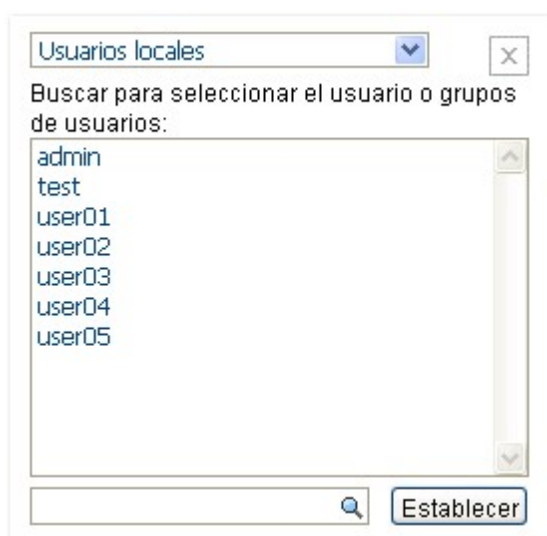 Usuarios locales
Buscar para seleccionar el usuario o grupos
de usuarios:
admin
test
user01
user02
user03
user04
user05
Establecer